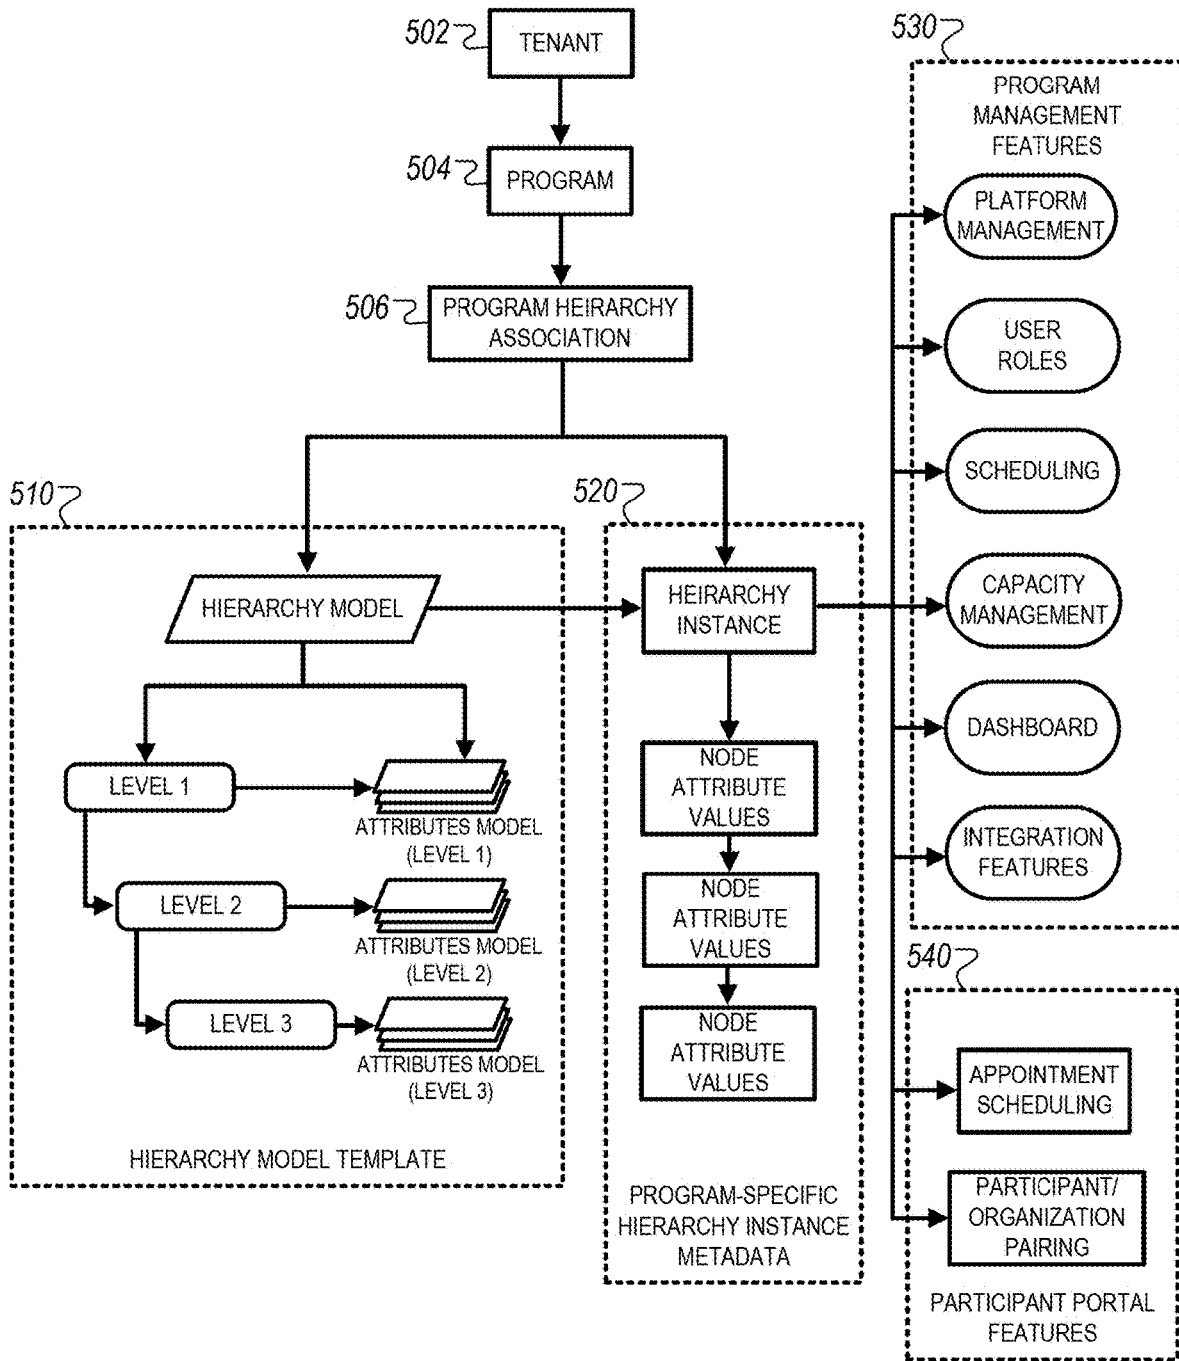 502
TENANT
504
PROGRAM
506
PROGRAM HEIRARCHY
ASSOCIATION
510
HIERARCHY MODEL
LEVEL 1
ATTRIBUTES MODEL
(LEVEL 1)
LEVEL 2
ATTRIBUTES MODEL
(LEVEL 2)
LEVEL 3
ATTRIBUTES MODEL
(LEVEL 3)
HIERARCHY MODEL TEMPLATE
520
HEIRARCHY
INSTANCE
NODE
ATTRIBUTE
VALUES
NODE
ATTRIBUTE
VALUES
NODE
ATTRIBUTE
VALUES
PROGRAM-SPECIFIC
HIERARCHY INSTANCE
METADATA
530
PROGRAM
MANAGEMENT
FEATURES
PLATFORM
MANAGEMENT
USER
ROLES
SCHEDULING
CAPACITY
MANAGEMENT
DASHBOARD
INTEGRATION
FEATURES
540
APPOINTMENT
SCHEDULING
PARTICIPANT/
ORGANIZATION
PAIRING
PARTICIPANT PORTAL
FEATURES